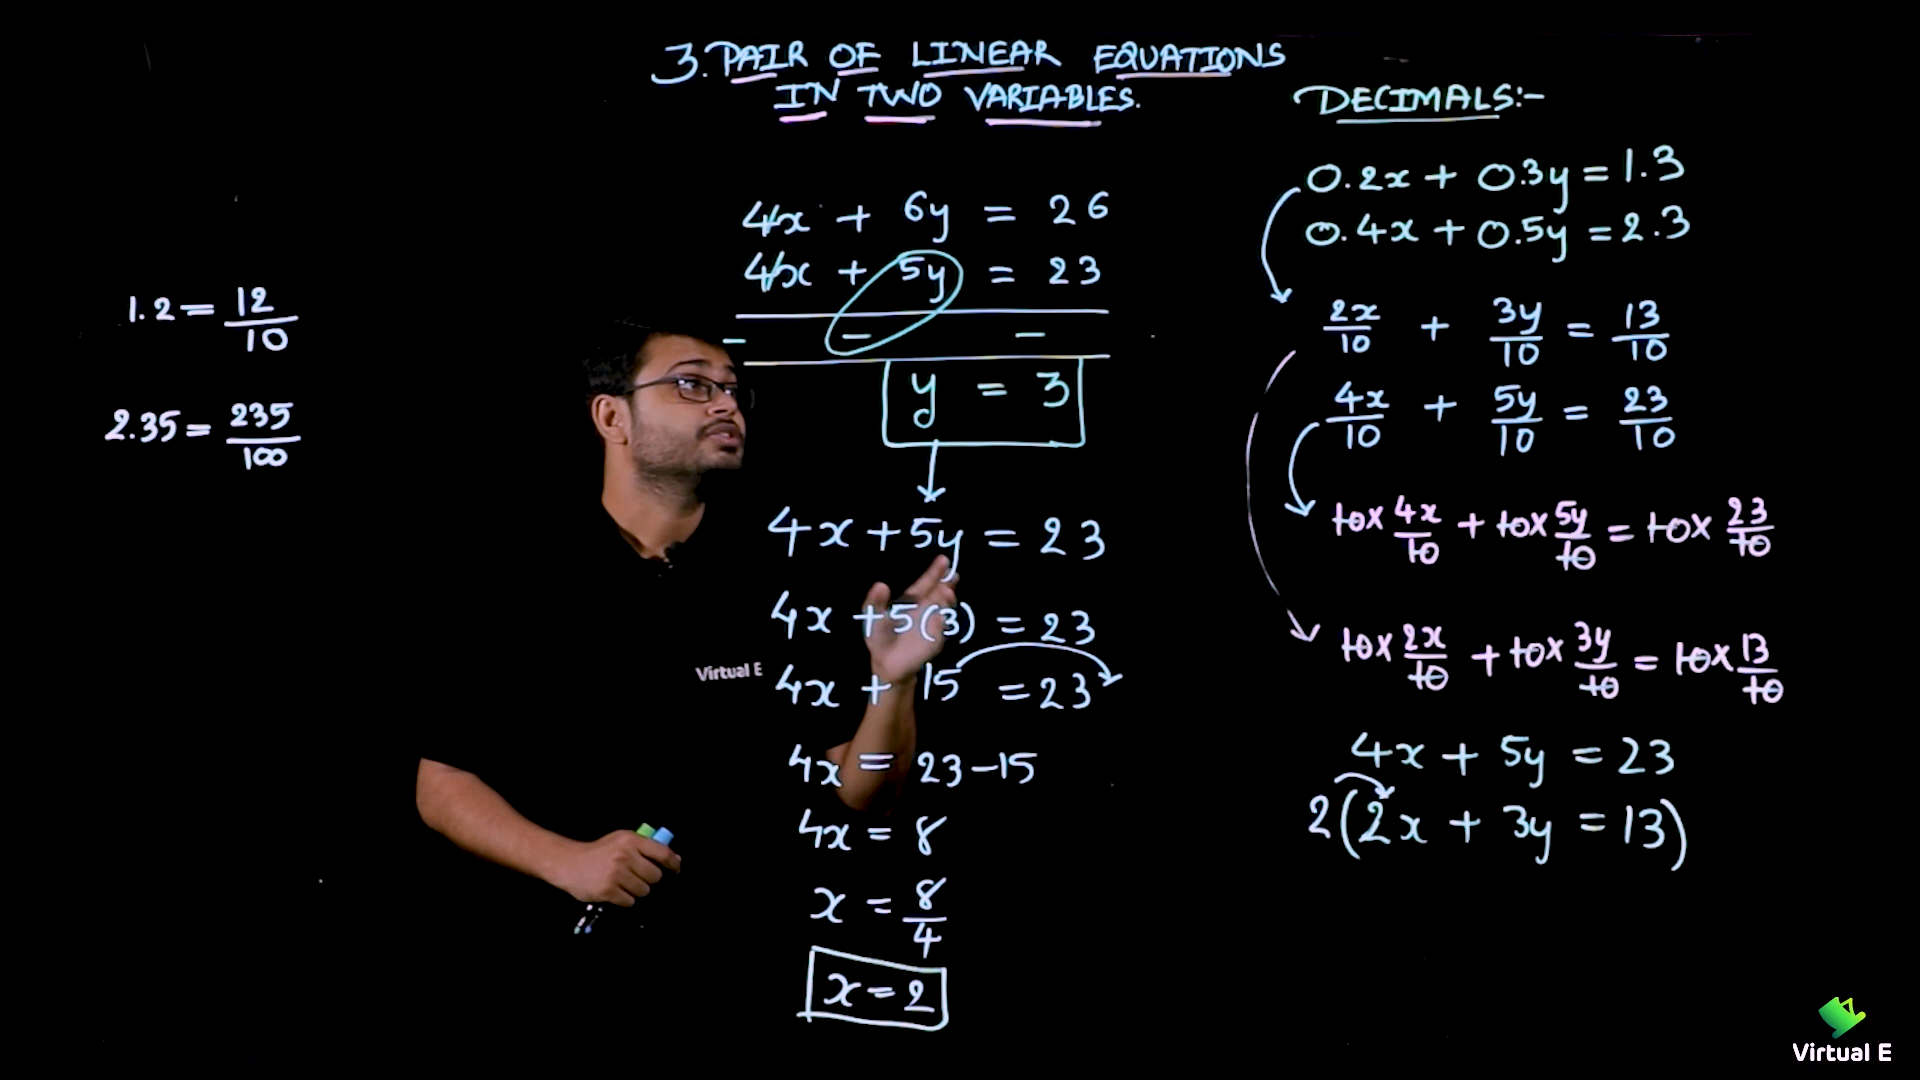 3. PAIR OF LINEAR EQUATIONS
IN TWO VARIABLES.
1.2 = 12/10
2.35 = 235/100
4x + 6y = 26
4x + 5y = 23
- - -
y = 3
4x + 5y = 23
4x + 5(3) = 23
4x + 15 = 23
4x = 23 - 15
4x = 8
x = 8/4
x = 2
DECIMALS:-
0.2x + 0.3y = 1.3
0.4x + 0.5y = 2.3
2x/10 + 3y/10 = 13/10
4x/10 + 5y/10 = 23/10
10 × 4x/10 + 10 × 5y/10 = 10 × 23/10
10 × 2x/10 + 10 × 3y/10 = 10 × 13/10
4x + 5y = 23
2(2x + 3y = 13)
Virtual E
Virtual E